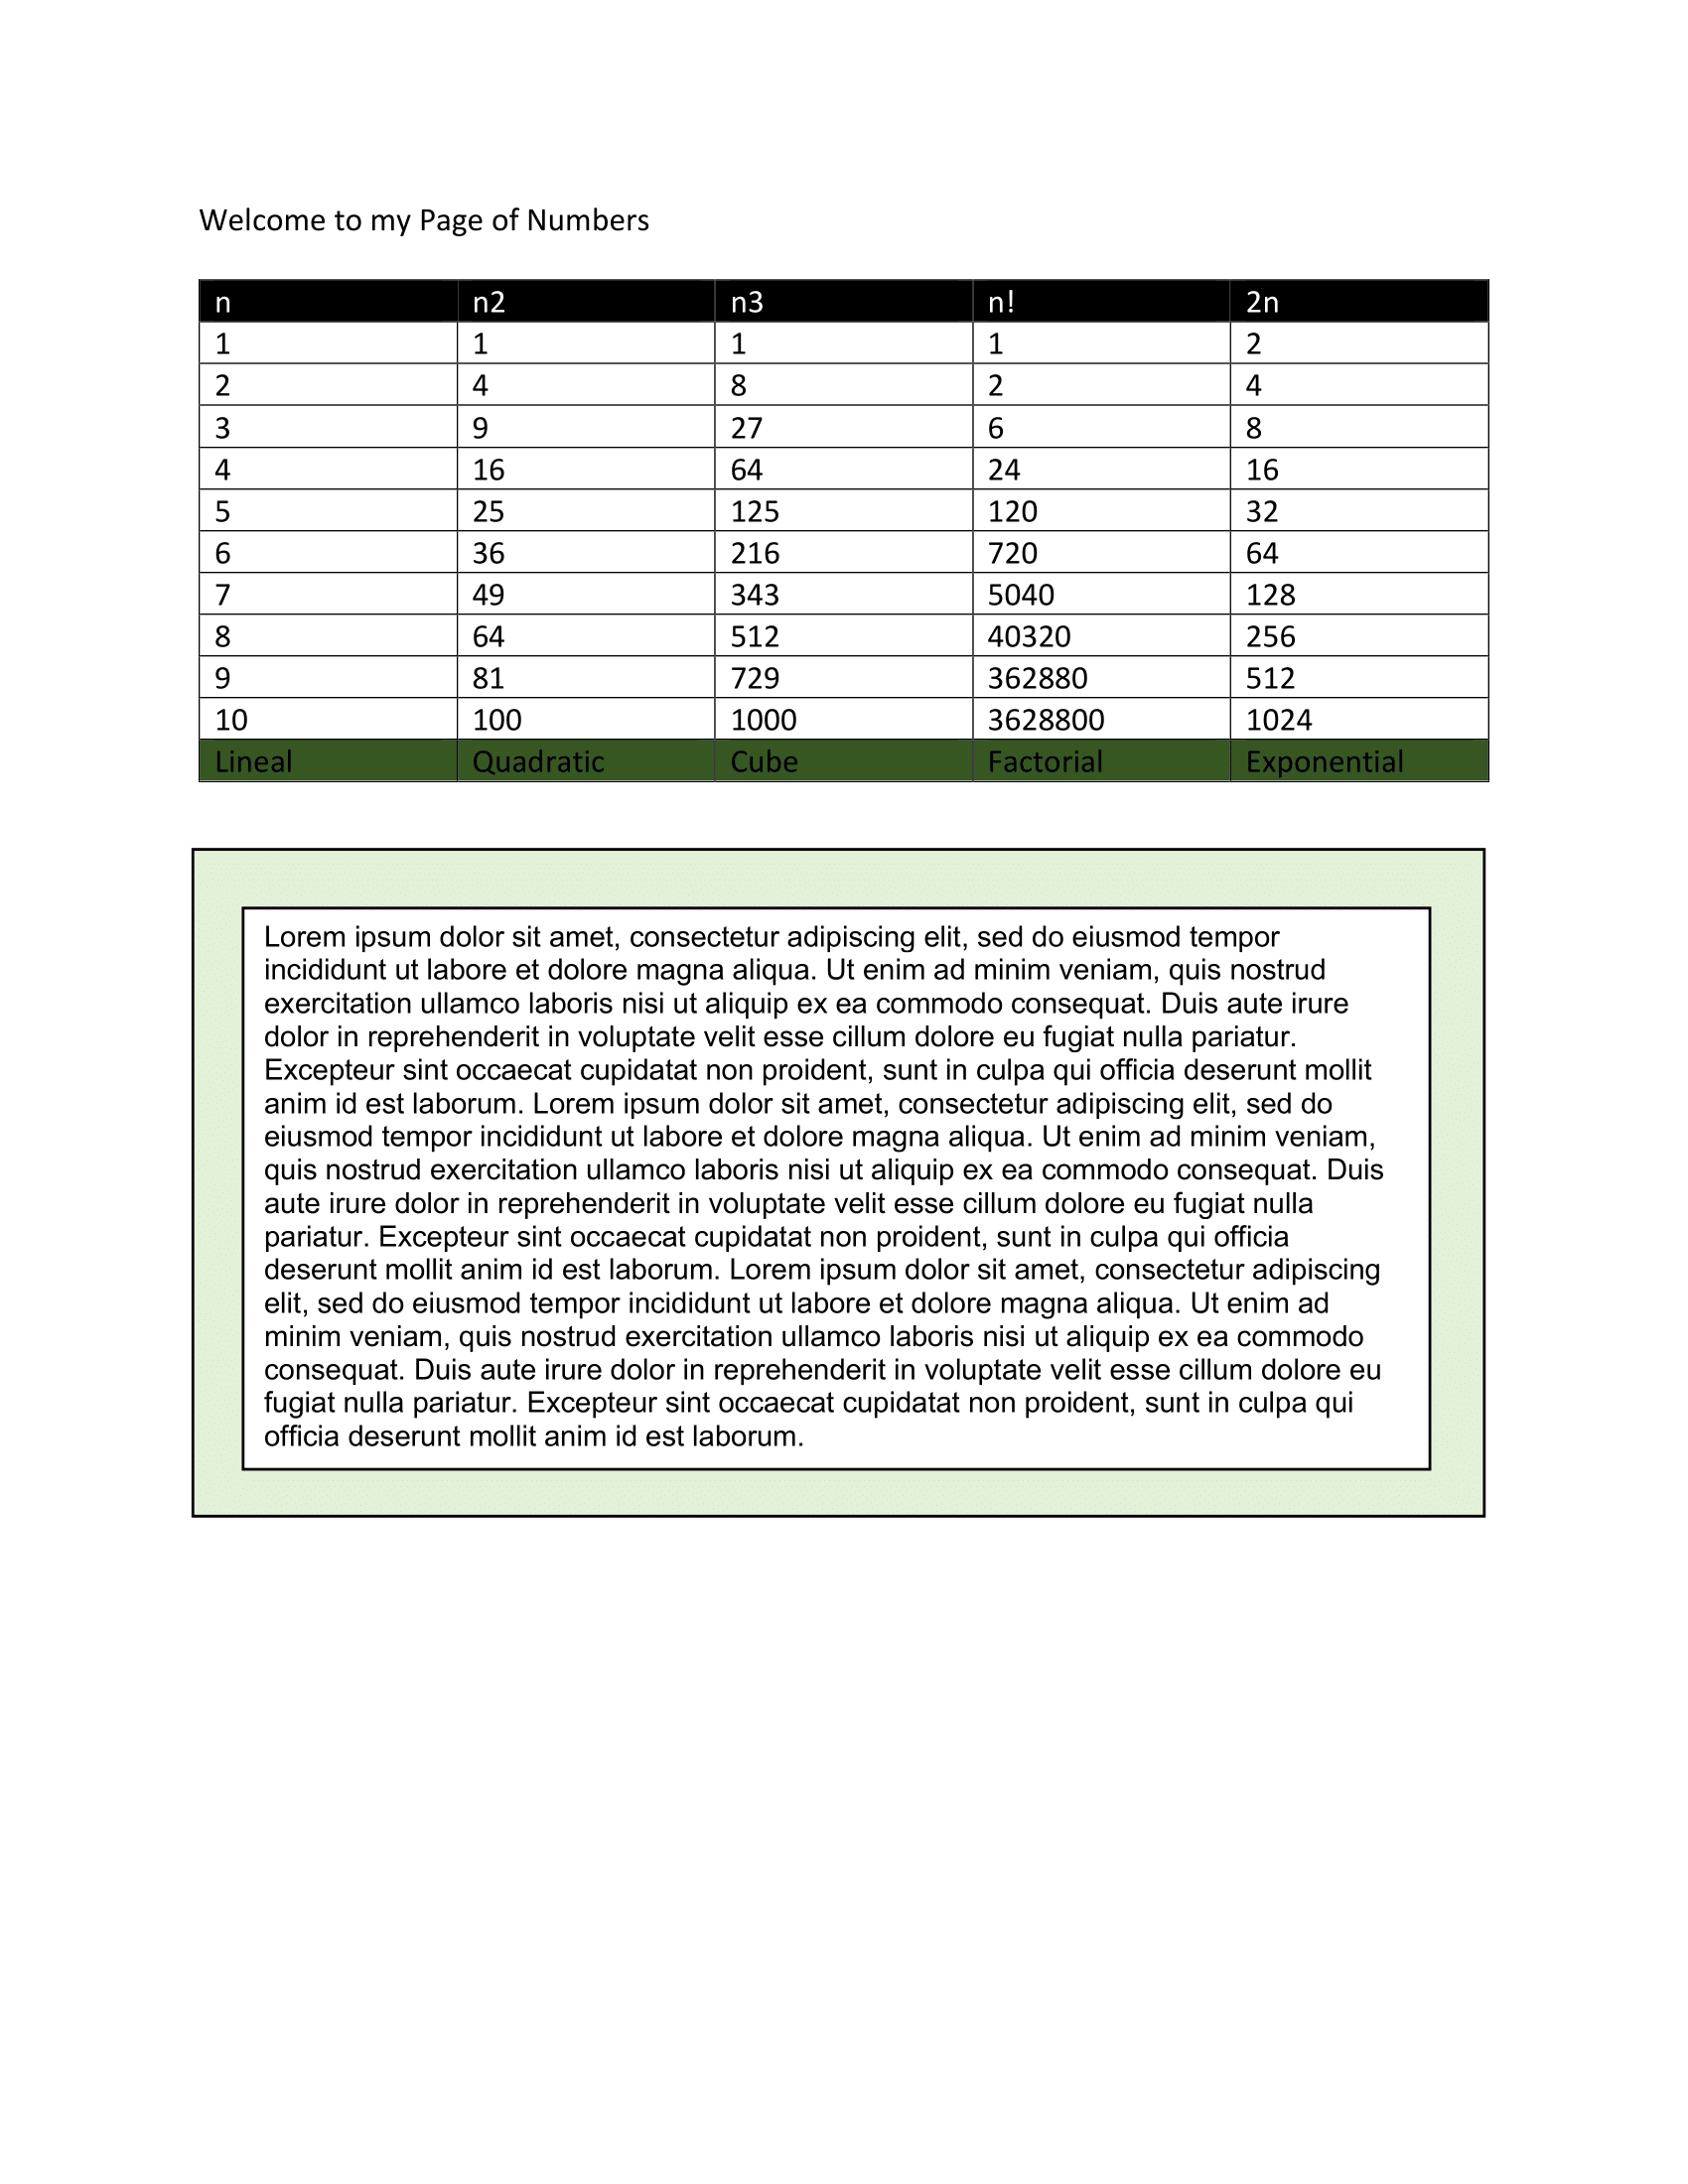 Welcome to my Page of Numbers
n n2 n3 n! 2n
1 1 1 1 2
2 4 8 2 4
3 9 27 6 8
4 16 64 24 16
5 25 125 120 32
6 36 216 720 64
7 49 343 5040 128
8 64 512 40320 256
9 81 729 362880 512
10 100 1000 3628800 1024
Lineal Quadratic Cube Factorial Exponential
Lorem ipsum dolor sit amet, consectetur adipiscing elit, sed do eiusmod tempor
incididunt ut labore et dolore magna aliqua. Ut enim ad minim veniam, quis nostrud
exercitation ullamco laboris nisi ut aliquip ex ea commodo consequat. Duis aute irure
dolor in reprehenderit in voluptate velit esse cillum dolore eu fugiat nulla pariatur.
Excepteur sint occaecat cupidatat non proident, sunt in culpa qui officia deserunt mollit
anim id est laborum. Lorem ipsum dolor sit amet, consectetur adipiscing elit, sed do
eiusmod tempor incididunt ut labore et dolore magna aliqua. Ut enim ad minim veniam,
quis nostrud exercitation ullamco laboris nisi ut aliquip ex ea commodo consequat. Duis
aute irure dolor in reprehenderit in voluptate velit esse cillum dolore eu fugiat nulla
pariatur. Excepteur sint occaecat cupidatat non proident, sunt in culpa qui officia
deserunt mollit anim id est laborum. Lorem ipsum dolor sit amet, consectetur adipiscing
elit, sed do eiusmod tempor incididunt ut labore et dolore magna aliqua. Ut enim ad
minim veniam, quis nostrud exercitation ullamco laboris nisi ut aliquip ex ea commodo
consequat. Duis aute irure dolor in reprehenderit in voluptate velit esse cillum dolore eu
fugiat nulla pariatur. Excepteur sint occaecat cupidatat non proident, sunt in culpa qui
officia deserunt mollit anim id est laborum.